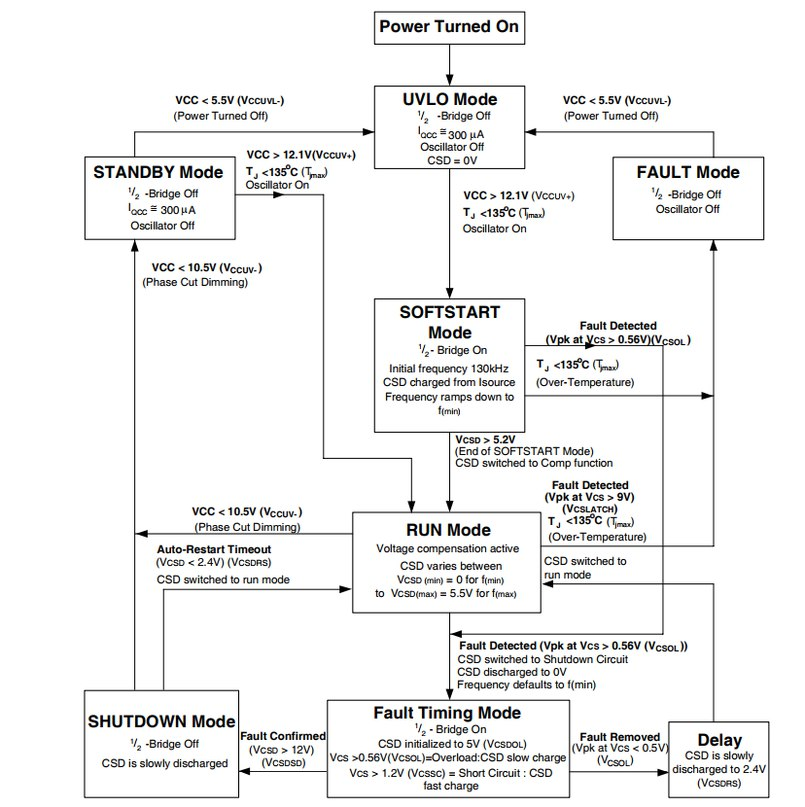 Power Turned On
VCC < 5.5V (VCCUVL-)
(Power Turned Off)
UVLO Mode
1/2 -Bridge Off
IQCC ≅ 300 µA
Oscillator Off
CSD = 0V
VCC < 5.5V (VCCUVL-)
(Power Turned Off)
STANDBY Mode
1/2 -Bridge Off
IQCC ≅ 300 µA
Oscillator Off
VCC > 12.1V(VCCUV+)
TJ <135°C (Tjmax)
Oscillator On
VCC > 12.1V (VCCUV+)
TJ <135°C (Tjmax)
Oscillator On
FAULT Mode
1/2 -Bridge Off
Oscillator Off
VCC < 10.5V (VCCUV-)
(Phase Cut Dimming)
SOFTSTART
Mode
1/2- Bridge On
Initial frequency 130kHz
CSD charged from Isource
Frequency ramps down to
f(min)
Fault Detected
(Vpk at VCS > 0.56V)(VCSOL)
TJ <135°C (Tjmax)
(Over-Temperature)
VCSD > 5.2V
(End of SOFTSTART Mode)
CSD switched to Comp function
Fault Detected
(Vpk at VCS > 9V)
(VCSLATCH)
TJ <135°C (Tjmax)
(Over-Temperature)
VCC < 10.5V (VCCUV-)
(Phase Cut Dimming)
RUN Mode
Voltage compensation active
CSD varies between
VCSD (min) = 0 for f(min)
to VCSD(max) = 5.5V for f(max)
Auto-Restart Timeout
(VCSD < 2.4V) (VCSDRS)
CSD switched to run mode
CSD switched to
run mode
Fault Detected (Vpk at VCS > 0.56V (VCSOL))
CSD switched to Shutdown Circuit
CSD discharged to 0V
Frequency defaults to f(min)
SHUTDOWN Mode
1/2 -Bridge Off
CSD is slowly discharged
Fault Confirmed
(VCSD > 12V)
(VCSDSD)
Fault Timing Mode
1/2 - Bridge On
CSD initialized to 5V (VCSDOL)
VCS >0.56V(VCSOL)=Overload:CSD slow charge
VCS > 1.2V (VCSSC) = Short Circuit : CSD
fast charge
Fault Removed
(Vpk at VCS < 0.5V)
(VCSOL)
Delay
CSD is slowly
discharged to 2.4V
(VCSDRS)